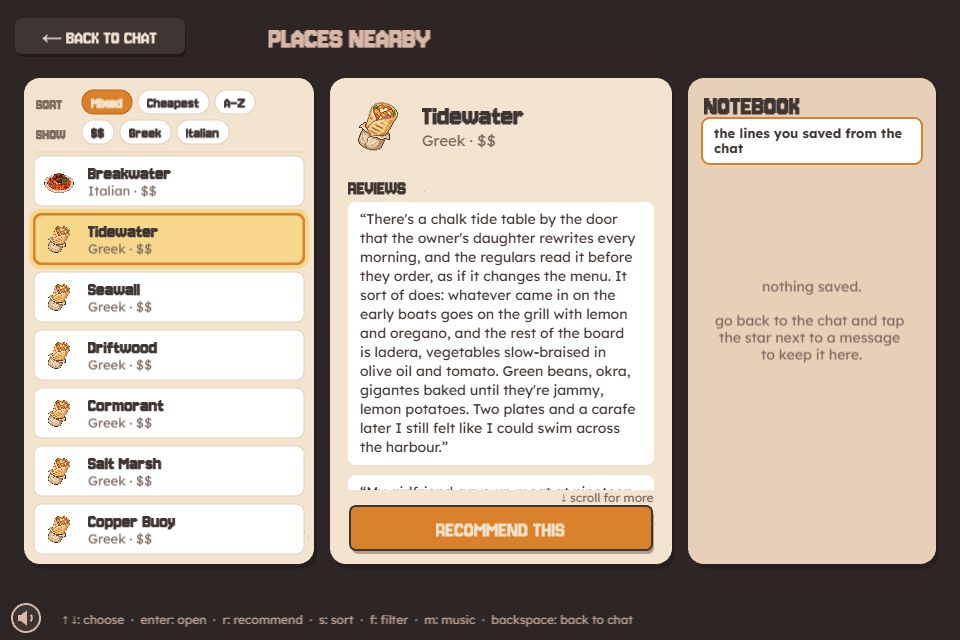 ← BACK TO CHAT
PLACES NEARBY
SORT Mixed Cheapest A-Z
SHOW $$ Greek Italian
Breakwater
Italian · $$
Tidewater
Greek · $$
Seawall
Greek · $$
Driftwood
Greek · $$
Cormorant
Greek · $$
Salt Marsh
Greek · $$
Copper Buoy
Greek · $$
Tidewater
Greek · $$
REVIEWS
“There's a chalk tide table by the door
that the owner's daughter rewrites every
morning, and the regulars read it before
they order, as if it changes the menu. It
sort of does: whatever came in on the
early boats goes on the grill with lemon
and oregano, and the rest of the board
is ladera, vegetables slow-braised in
olive oil and tomato. Green beans, okra,
gigantes baked until they're jammy,
lemon potatoes. Two plates and a carafe
later I still felt like I could swim across
the harbour.”
“My girlfriend gave up meat at nineteen
↓ scroll for more
RECOMMEND THIS
NOTEBOOK
the lines you saved from the
chat
nothing saved.
go back to the chat and tap
the star next to a message
to keep it here.
↑↓: choose · enter: open · r: recommend · s: sort · f: filter · m: music · backspace: back to chat